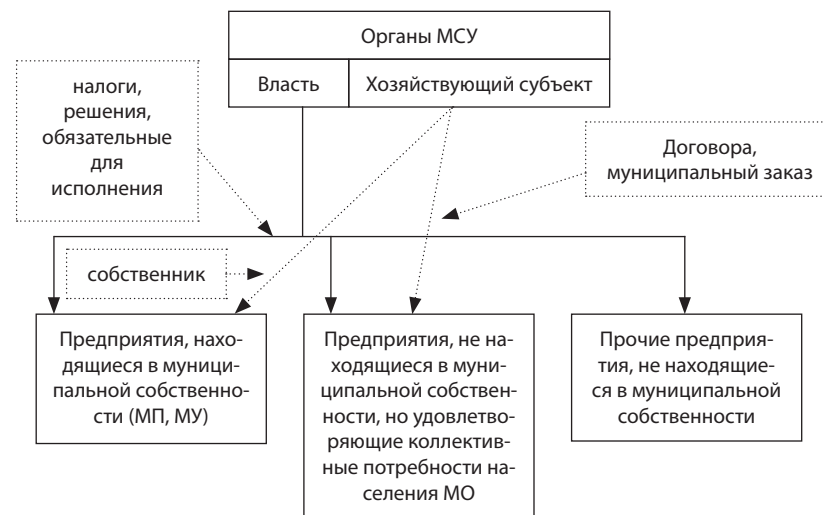 Органы МСУ
Власть
Хозяйствующий субъект
налоги,
решения,
обязательные
для
исполнения
Договора,
муниципальный заказ
собственник
Предприятия, нахо-
дящиеся в муници-
пальной собственно-
сти (МП, МУ)
Предприятия, не на-
ходящиеся в муни-
ципальной собствен-
ности, но удовлетво-
ряющие коллектив-
ные потребности на-
селения МО
Прочие предприя-
тия, не находящие-
ся в муниципальной
собственности